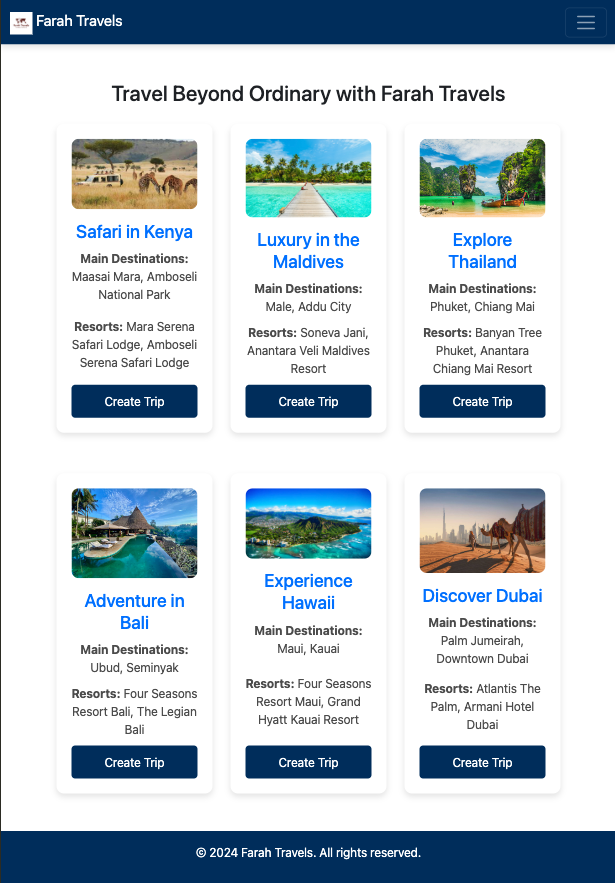 Farah Travels
Travel Beyond Ordinary with Farah Travels
Safari in Kenya
Main Destinations:
Maasai Mara, Amboseli
National Park
Resorts: Mara Serena
Safari Lodge, Amboseli
Serena Safari Lodge
Create Trip
Luxury in the
Maldives
Main Destinations:
Male, Addu City
Resorts: Soneva Jani,
Anantara Veli Maldives
Resort
Create Trip
Explore
Thailand
Main Destinations:
Phuket, Chiang Mai
Resorts: Banyan Tree
Phuket, Anantara
Chiang Mai Resort
Create Trip
Adventure in
Bali
Main Destinations:
Ubud, Seminyak
Resorts: Four Seasons
Resort Bali, The Legian
Bali
Create Trip
Experience
Hawaii
Main Destinations:
Maui, Kauai
Resorts: Four Seasons
Resort Maui, Grand
Hyatt Kauai Resort
Create Trip
Discover Dubai
Main Destinations:
Palm Jumeirah,
Downtown Dubai
Resorts: Atlantis The
Palm, Armani Hotel
Dubai
Create Trip
© 2024 Farah Travels. All rights reserved.